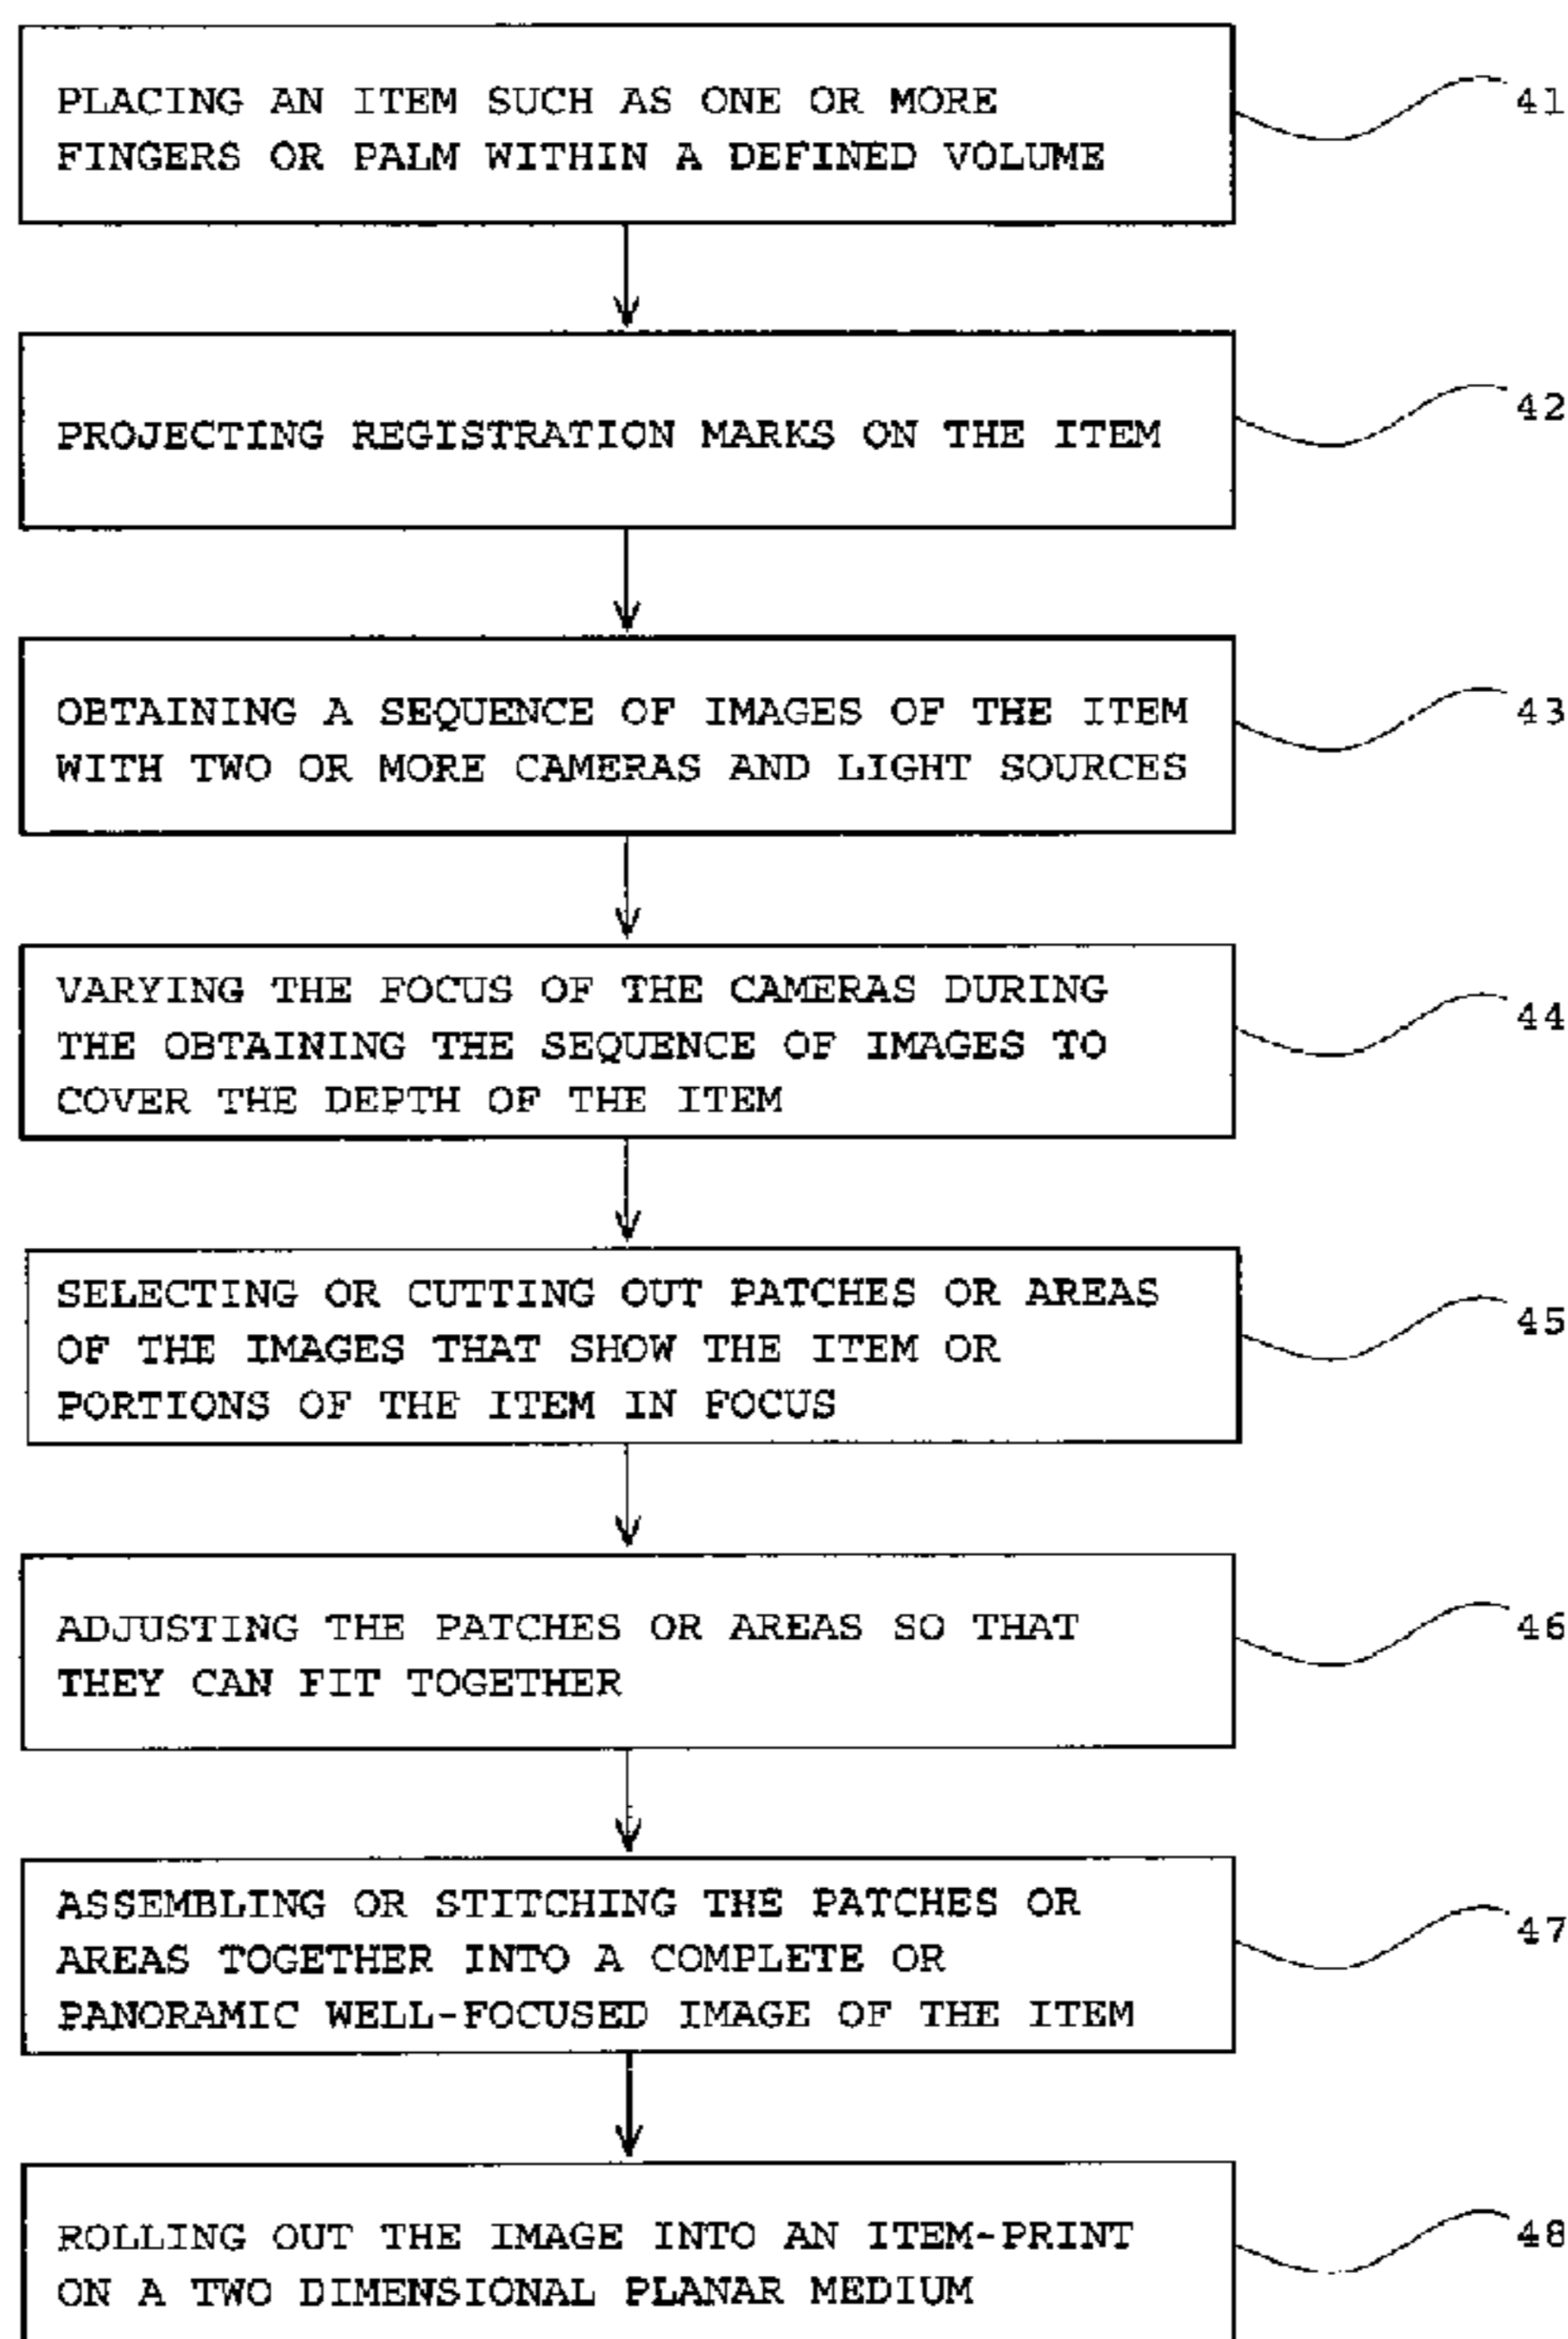 PLACING AN ITEM SUCH AS ONE OR MORE
FINGERS OR PALM WITHIN A DEFINED VOLUME
41
PROJECTING REGISTRATION MARKS ON THE ITEM
42
OBTAINING A SEQUENCE OF IMAGES OF THE ITEM
WITH TWO OR MORE CAMERAS AND LIGHT SOURCES
43
VARYING THE FOCUS OF THE CAMERAS DURING
THE OBTAINING THE SEQUENCE OF IMAGES TO
COVER THE DEPTH OF THE ITEM
44
SELECTING OR CUTTING OUT PATCHES OR AREAS
OF THE IMAGES THAT SHOW THE ITEM OR
PORTIONS OF THE ITEM IN FOCUS
45
ADJUSTING THE PATCHES OR AREAS SO THAT
THEY CAN FIT TOGETHER
46
ASSEMBLING OR STITCHING THE PATCHES OR
AREAS TOGETHER INTO A COMPLETE OR
PANORAMIC WELL-FOCUSED IMAGE OF THE ITEM
47
ROLLING OUT THE IMAGE INTO AN ITEM-PRINT
ON A TWO DIMENSIONAL PLANAR MEDIUM
48